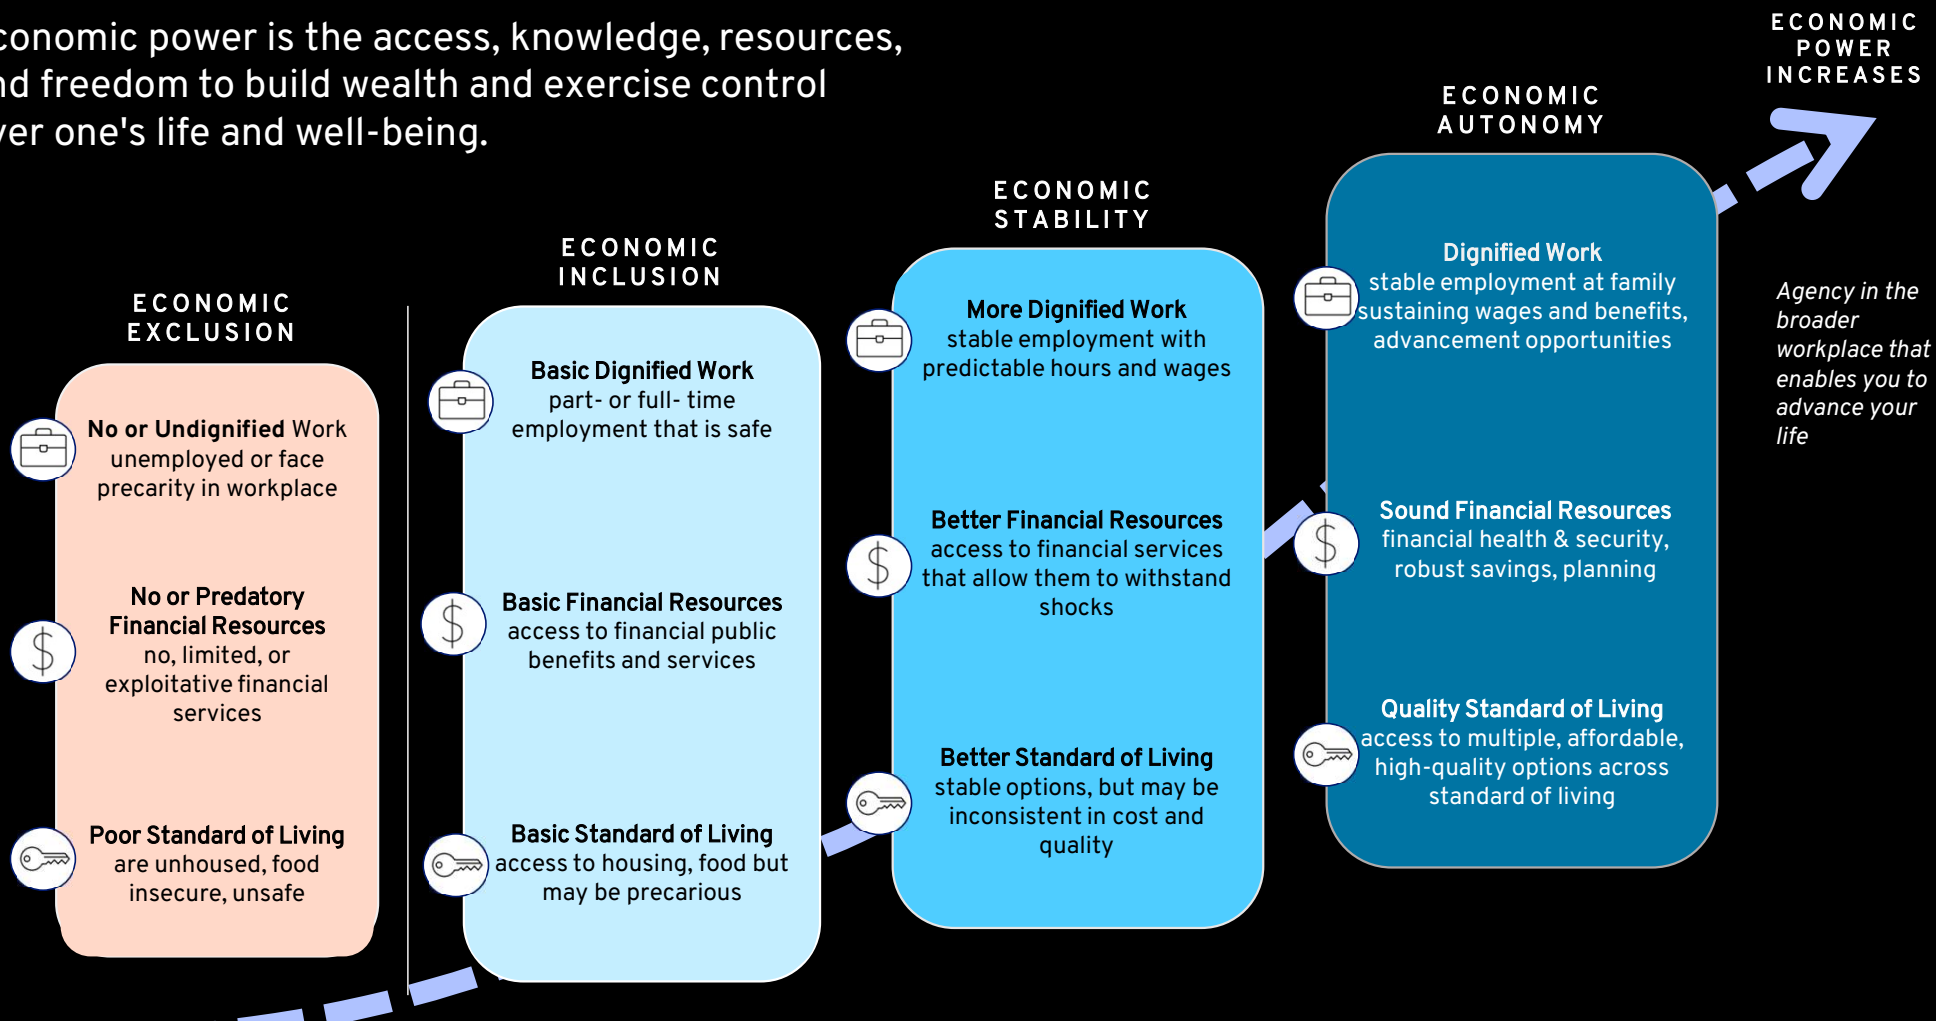 conomic power is the access, knowledge, resources,
nd freedom to build wealth and exercise control
ver one's life and well-being.
ECONOMIC
EXCLUSION
No or Undignified Work
unemployed or face
precarity in workplace
No or Predatory
Financial Resources
no, limited, or
exploitative financial
services
Poor Standard of Living
are unhoused, food
insecure, unsafe
ECONOMIC
INCLUSION
Basic Dignified Work
part- or full- time
employment that is safe
Basic Financial Resources
access to financial public
benefits and services
Basic Standard of Living
access to housing, food but
may be precarious
ECONOMIC
STABILITY
More Dignified Work
stable employment with
predictable hours and wages
Better Financial Resources
access to financial services
that allow them to withstand
shocks
Better Standard of Living
stable options, but may be
inconsistent in cost and
quality
ECONOMIC
AUTONOMY
Dignified Work
stable employment at family
sustaining wages and benefits,
advancement opportunities
Sound Financial Resources
financial health & security,
robust savings, planning
Quality Standard of Living
access to multiple, affordable,
high-quality options across
standard of living
ECONOMIC
POWER
INCREASES
Agency in the
broader
workplace that
enables you to
advance your
life